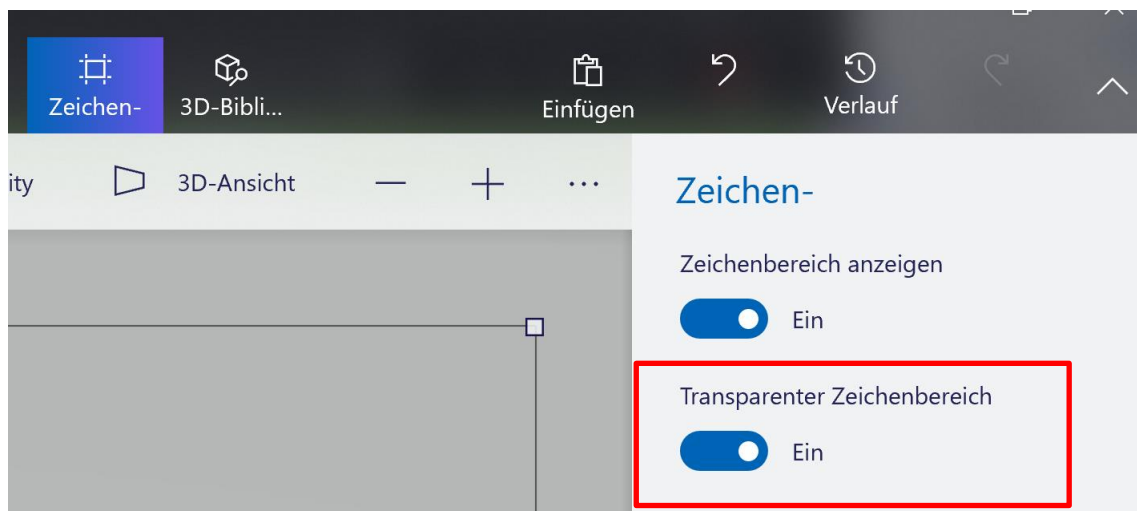 Zeichen-
3D-Bibli...
Einfügen
Verlauf
ity
3D-Ansicht
Zeichen-
Zeichenbereich anzeigen
Ein
Transparenter Zeichenbereich
Ein